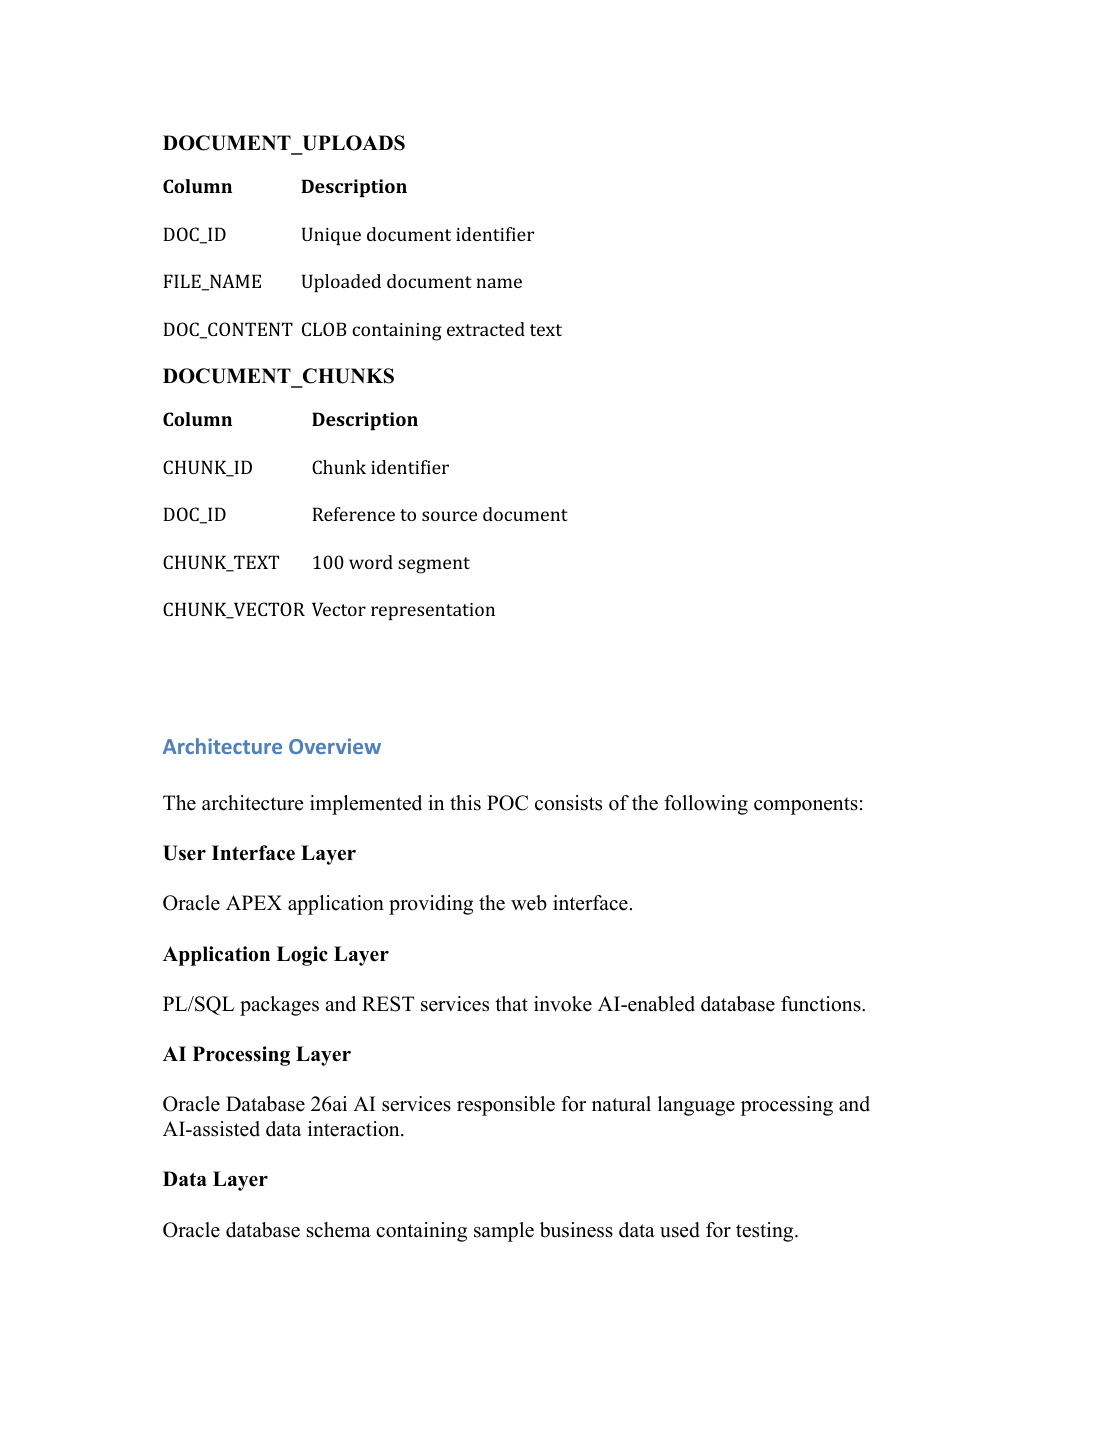 DOCUMENT_UPLOADS
Column Description
DOC_ID Unique document identifier
FILE_NAME Uploaded document name
DOC_CONTENT CLOB containing extracted text
DOCUMENT_CHUNKS
Column Description
CHUNK_ID Chunk identifier
DOC_ID Reference to source document
CHUNK_TEXT 100 word segment
CHUNK_VECTOR Vector representation
Architecture Overview
The architecture implemented in this POC consists of the following components:
User Interface Layer
Oracle APEX application providing the web interface.
Application Logic Layer
PL/SQL packages and REST services that invoke AI-enabled database functions.
AI Processing Layer
Oracle Database 26ai AI services responsible for natural language processing and
AI-assisted data interaction.
Data Layer
Oracle database schema containing sample business data used for testing.